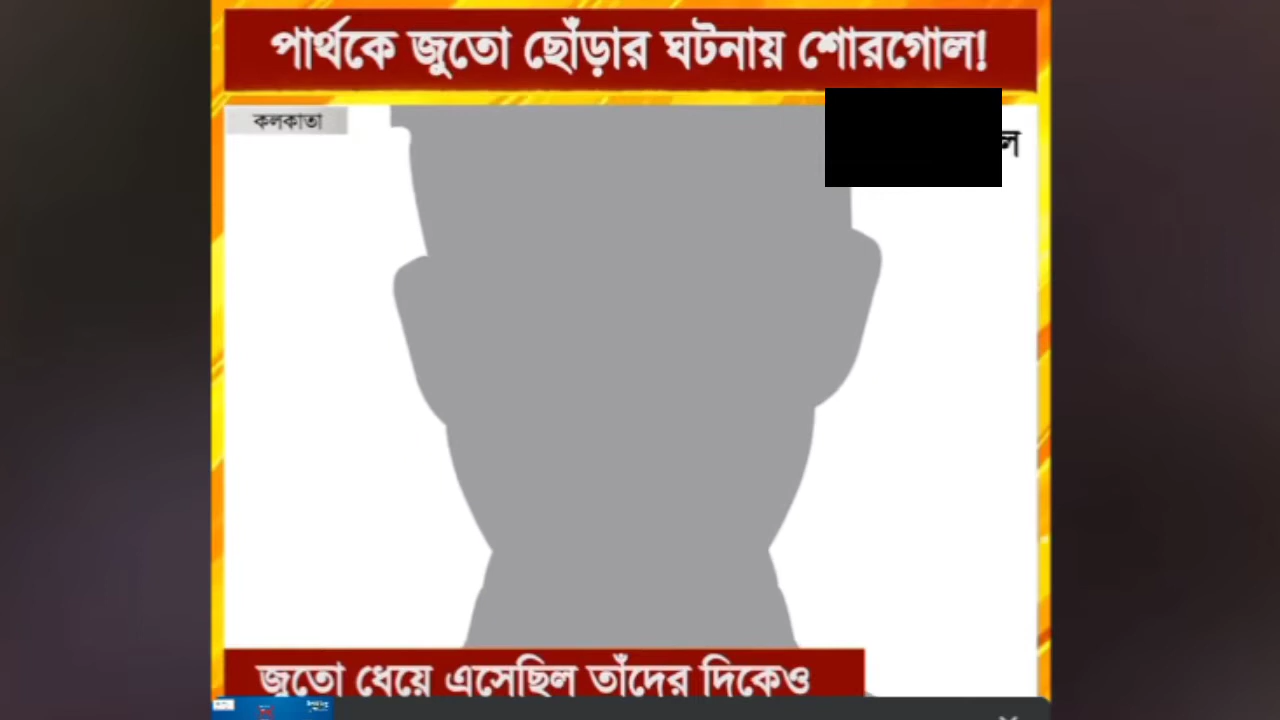 পার্থকে জুতো ছোঁড়ার ঘটনায় শোরগোল!
কলকাতা
জুতো ধেয়ে এসেছিল তাঁদের দিকেও